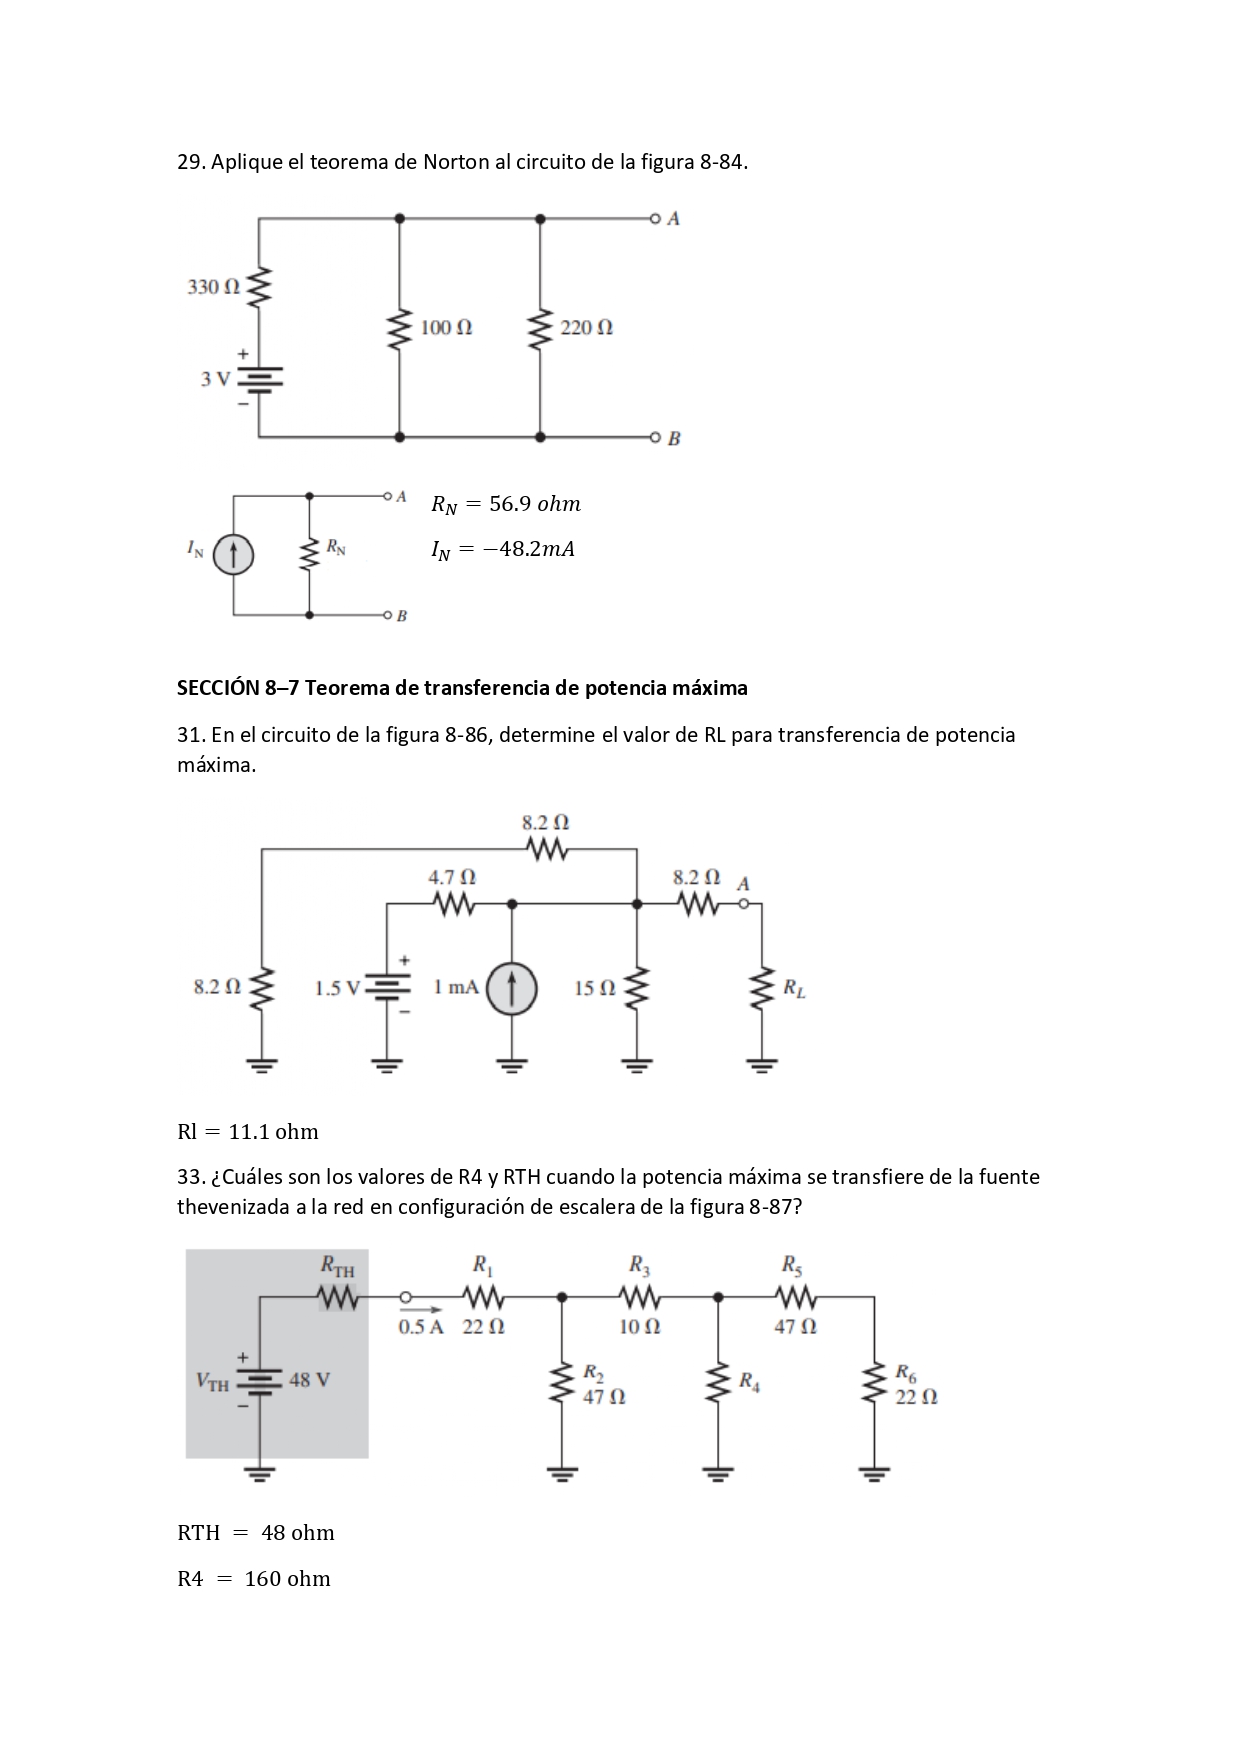 29. Aplique el teorema de Norton al circuito de la figura 8-84.
A
330 Ω
100 Ω
220 Ω
+
3 V
−
B
A
R_N = 56.9 ohm
I_N
R_N
I_N = −48.2mA
B
SECCIÓN 8–7 Teorema de transferencia de potencia máxima
31. En el circuito de la figura 8-86, determine el valor de RL para transferencia de potencia
máxima.
8.2 Ω
4.7 Ω
8.2 Ω A
+
8.2 Ω
1.5 V
1 mA
15 Ω
R_L
−
Rl = 11.1 ohm
33. ¿Cuáles son los valores de R4 y RTH cuando la potencia máxima se transfiere de la fuente
thevenizada a la red en configuración de escalera de la figura 8-87?
R_TH
R_1
R_3
R_5
0.5 A
22 Ω
10 Ω
47 Ω
+
V_TH
48 V
−
R_2
47 Ω
R_4
R_6
22 Ω
RTH = 48 ohm
R4 = 160 ohm